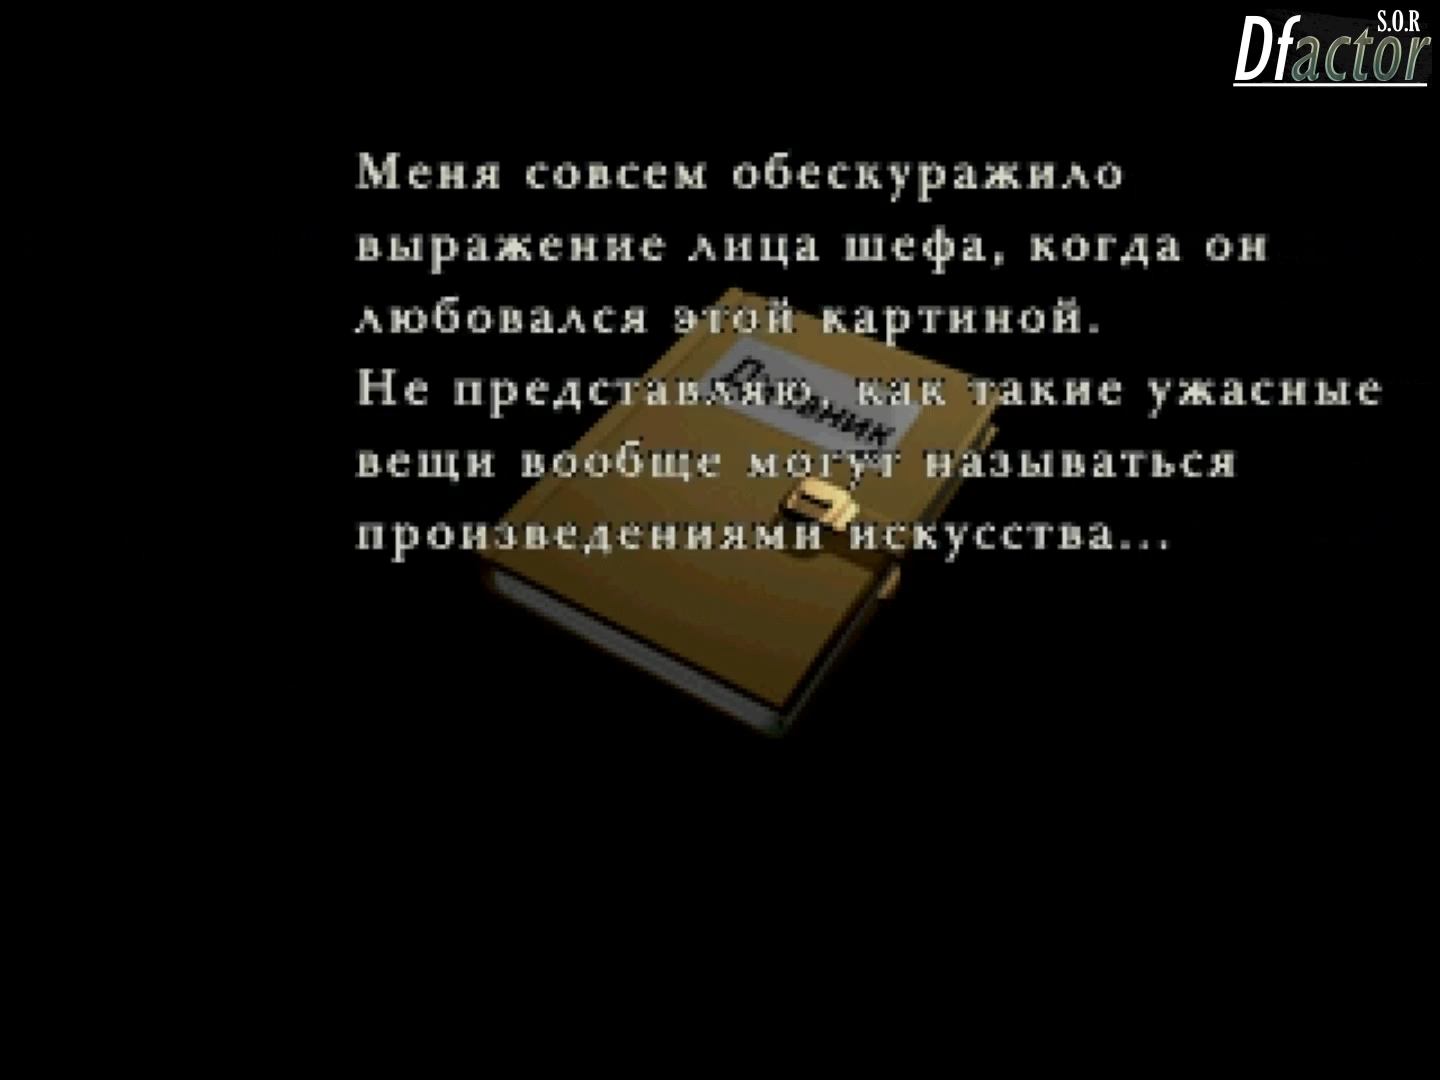 S.O.R
Dfactor
Меня совсем обескуражило
выражение лица шефа, когда он
любовался этой картиной.
Не представляю, как такие ужасные
вещи вообще могут называться
произведениями искусства...
Дневник